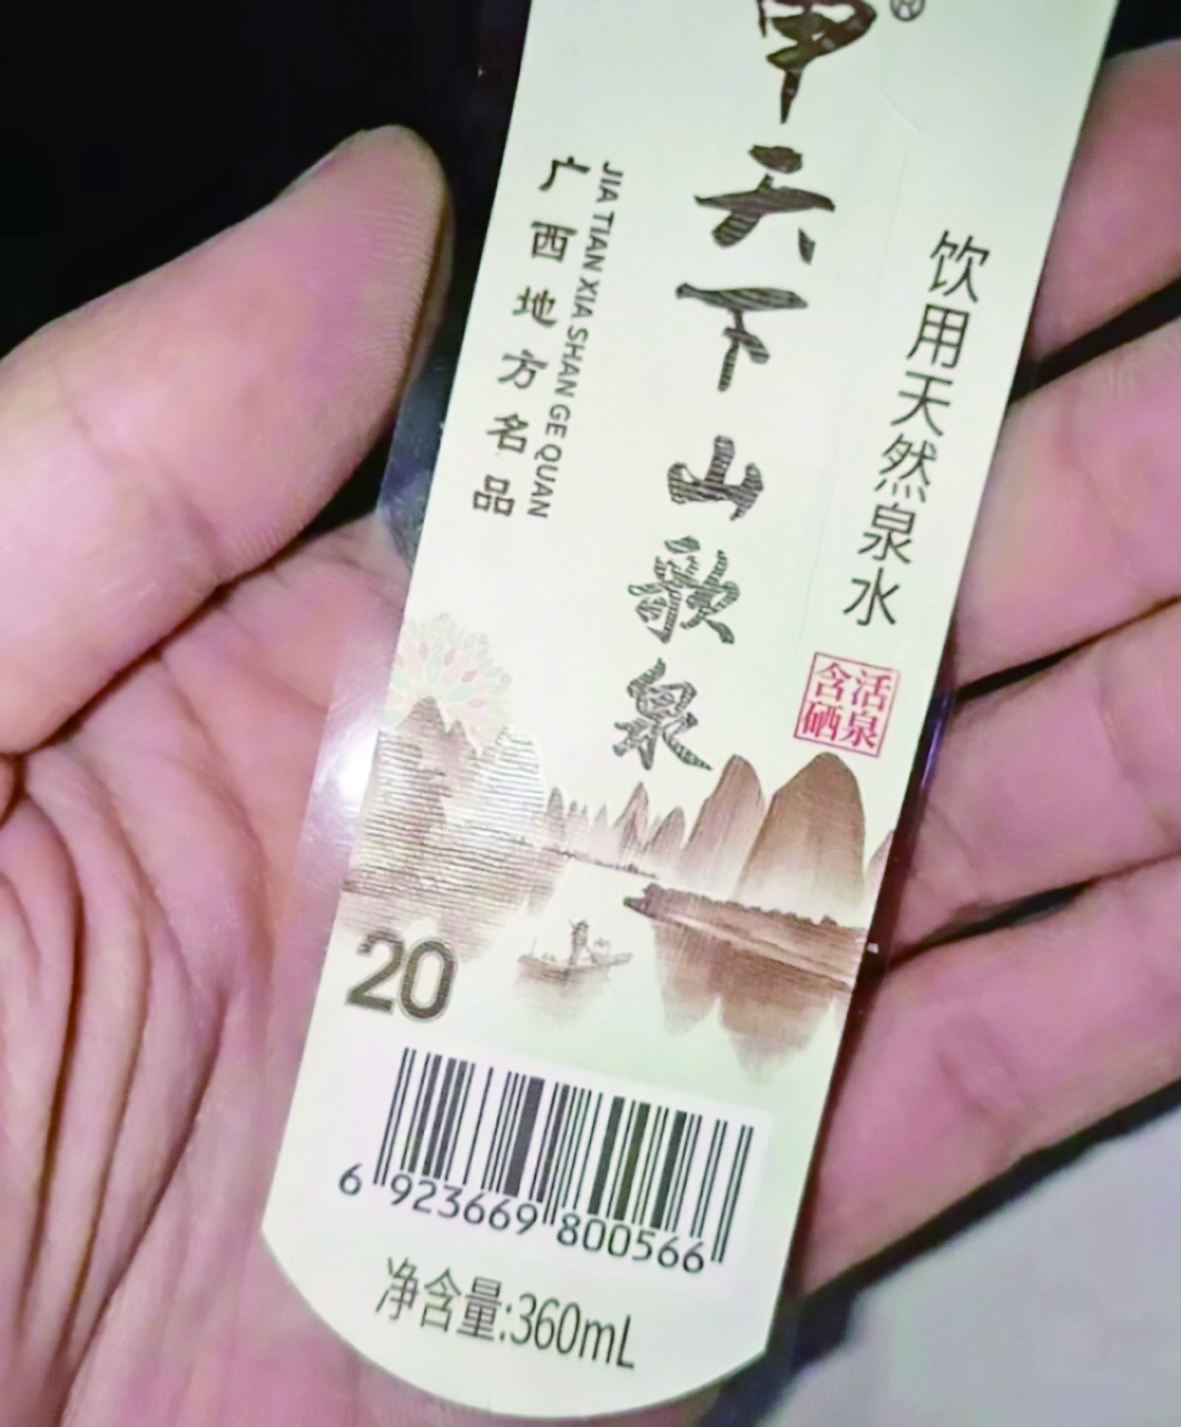 甲天下山歌泉
®
JIA TIAN XIA SHAN GE QUAN
广西地方名品
饮用天然泉水
活泉
含硒
20
6 923669 800566
净含量:360mL